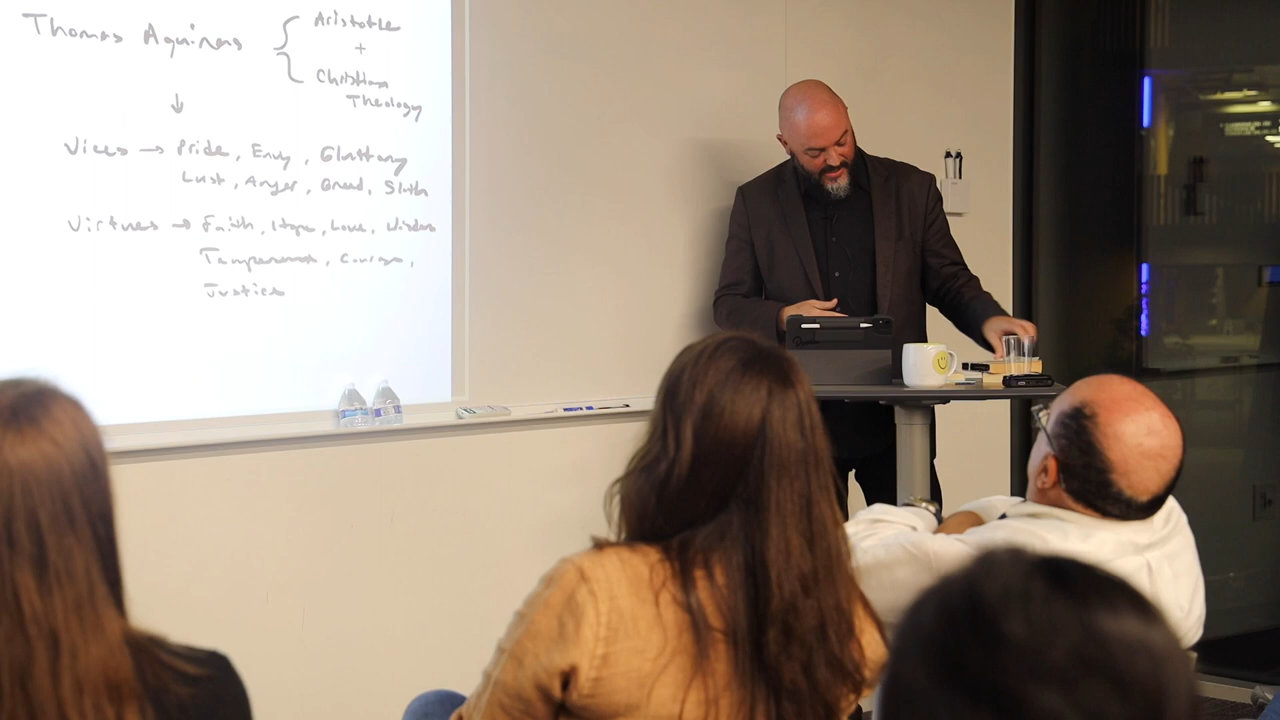 Thomas Aquinas { Aristotle
+
Christian
Theology
↓
Vices → Pride, Envy, Gluttony
Lust, Anger, Greed, Sloth
Virtues → Faith, Hope, Love, Wisdom
Temperament, Courage,
Justice